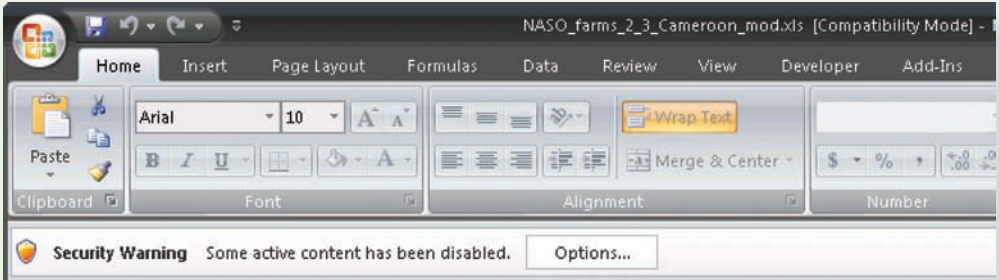 NASO_farms_2_3_Cameroon_mod.xls [Compatibility Mode] -
Home Insert Page Layout Formulas Data Review View Developer Add-Ins
Arial 10 A A Wrap Text
Paste B I U A Merge & Center $ % , .00
Clipboard Font Alignment Number
Security Warning Some active content has been disabled. Options...